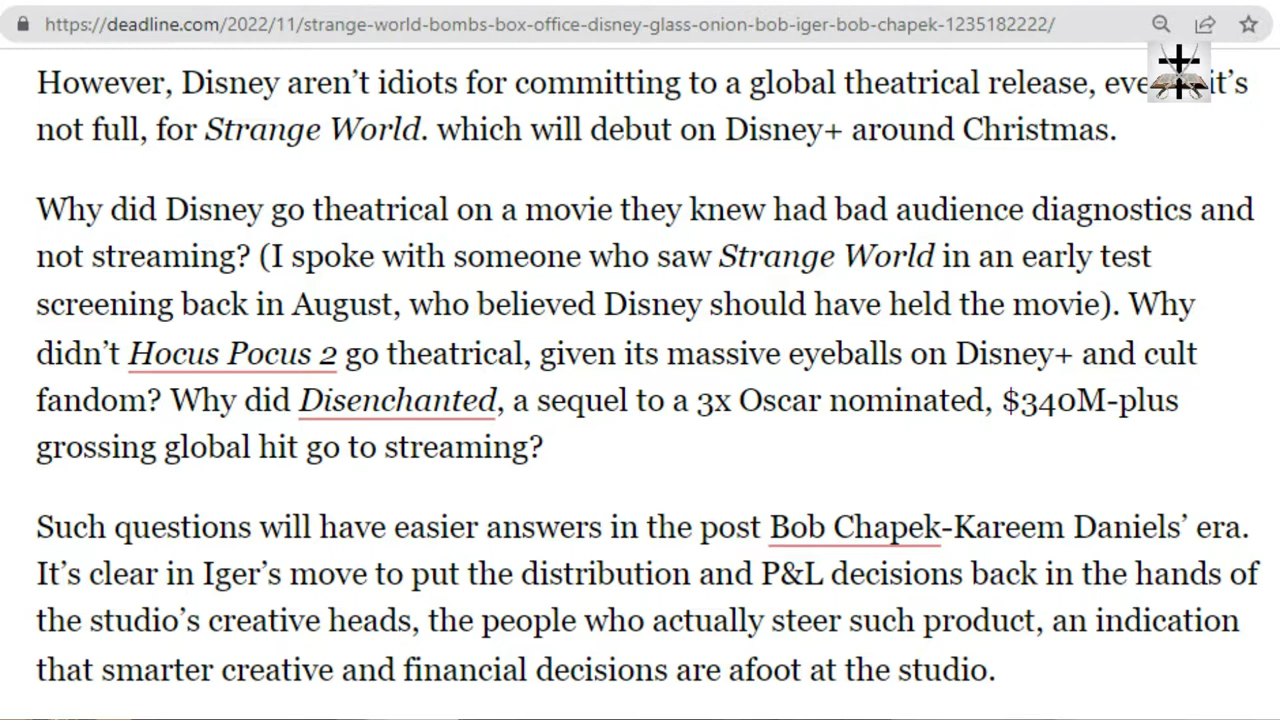 https://deadline.com/2022/11/strange-world-bombs-box-office-disney-glass-onion-bob-iger-bob-chapek-1235182222/
However, Disney aren’t idiots for committing to a global theatrical release, it’s
not full, for Strange World. which will debut on Disney+ around Christmas.
Why did Disney go theatrical on a movie they knew had bad audience diagnostics and
not streaming? (I spoke with someone who saw Strange World in an early test
screening back in August, who believed Disney should have held the movie). Why
didn’t Hocus Pocus 2 go theatrical, given its massive eyeballs on Disney+ and cult
fandom? Why did Disenchanted, a sequel to a 3x Oscar nominated, $340M-plus
grossing global hit go to streaming?
Such questions will have easier answers in the post Bob Chapek-Kareem Daniels’ era.
It’s clear in Iger’s move to put the distribution and P&L decisions back in the hands of
the studio’s creative heads, the people who actually steer such product, an indication
that smarter creative and financial decisions are afoot at the studio.